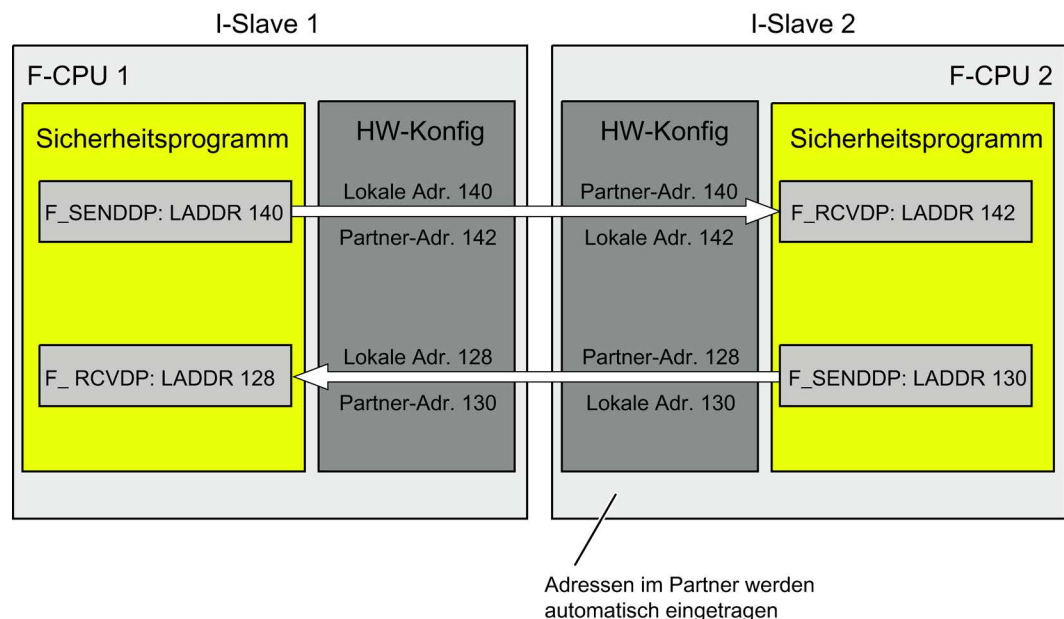 I-Slave 1
I-Slave 2
F-CPU 1
F-CPU 2
Sicherheitsprogramm
HW-Konfig
HW-Konfig
Sicherheitsprogramm
F_SENDDP: LADDR 140
Lokale Adr. 140
Partner-Adr. 142
Partner-Adr. 140
Lokale Adr. 142
F_RCVDP: LADDR 142
F_ RCVDP: LADDR 128
Lokale Adr. 128
Partner-Adr. 130
Partner-Adr. 128
Lokale Adr. 130
F_SENDDP: LADDR 130
Adressen im Partner werden
automatisch eingetragen